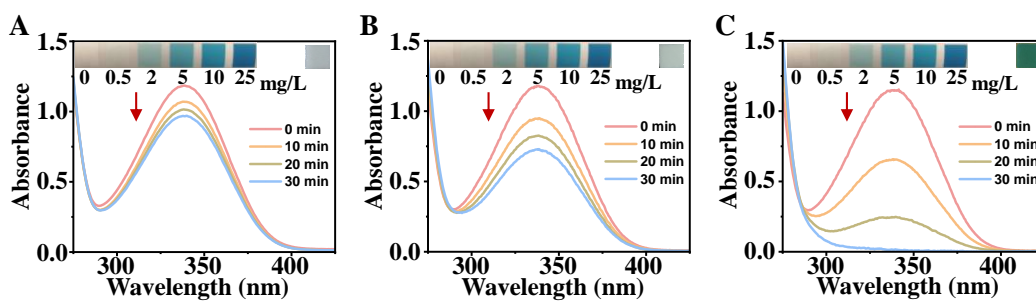 A
1.5
1.0
0.5
0.0
Absorbance
0 0.5 2 5 10 25 mg/L
0 min
10 min
20 min
30 min
300 350 400
Wavelength (nm)
B
1.5
1.0
0.5
0.0
Absorbance
0 0.5 2 5 10 25 mg/L
0 min
10 min
20 min
30 min
300 350 400
Wavelength (nm)
C
1.5
1.0
0.5
0.0
Absorbance
0 0.5 2 5 10 25 mg/L
0 min
10 min
20 min
30 min
300 350 400
Wavelength (nm)